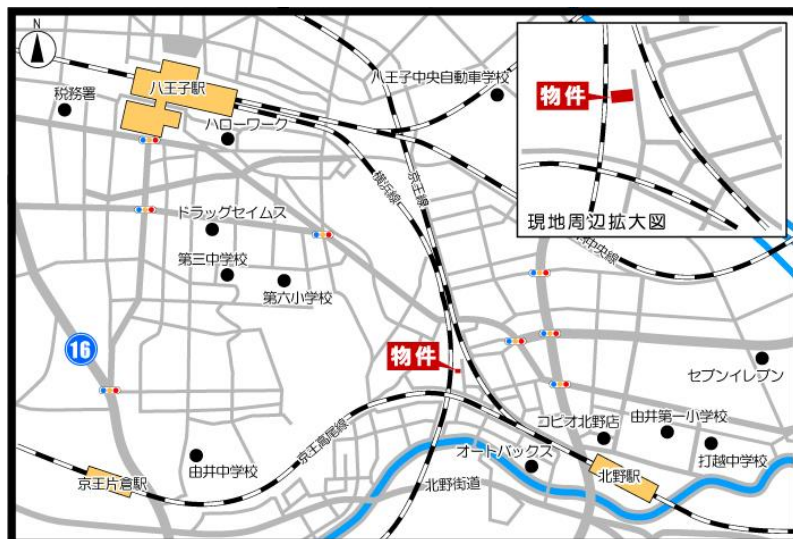 N
八王子駅
税務署
ハローワーク
八王子中央自動車学校
物件
現地周辺拡大図
横浜線
京王線
中央線
ドラッグセイムス
第三中学校
第六小学校
16
物件
セブンイレブン
コピオ北野店
由井第一小学校
打越中学校
オートバックス
北野駅
京王高尾線
由井中学校
京王片倉駅
北野街道